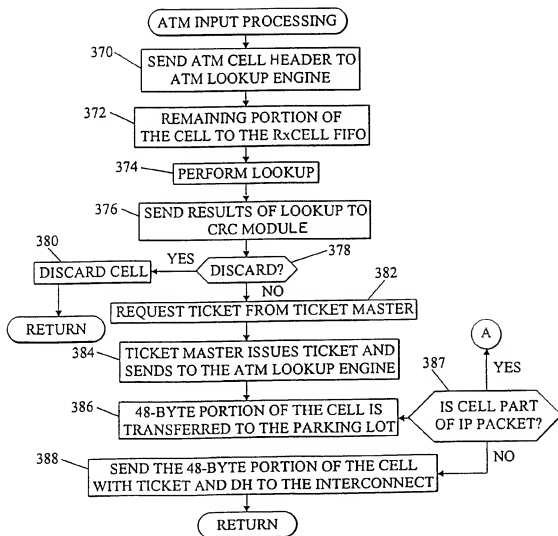 ATM INPUT PROCESSING
370
SEND ATM CELL HEADER TO
ATM LOOKUP ENGINE
372
REMAINING PORTION OF
THE CELL TO THE RxCELL FIFO
374
PERFORM LOOKUP
376
SEND RESULTS OF LOOKUP TO
CRC MODULE
378
DISCARD?
YES
380
DISCARD CELL
RETURN
NO
382
REQUEST TICKET FROM TICKET MASTER
384
TICKET MASTER ISSUES TICKET AND
SENDS TO THE ATM LOOKUP ENGINE
386
48-BYTE PORTION OF THE CELL IS
TRANSFERRED TO THE PARKING LOT
A
YES
387
IS CELL PART
OF IP PACKET?
NO
388
SEND THE 48-BYTE PORTION OF THE CELL
WITH TICKET AND DH TO THE INTERCONNECT
RETURN